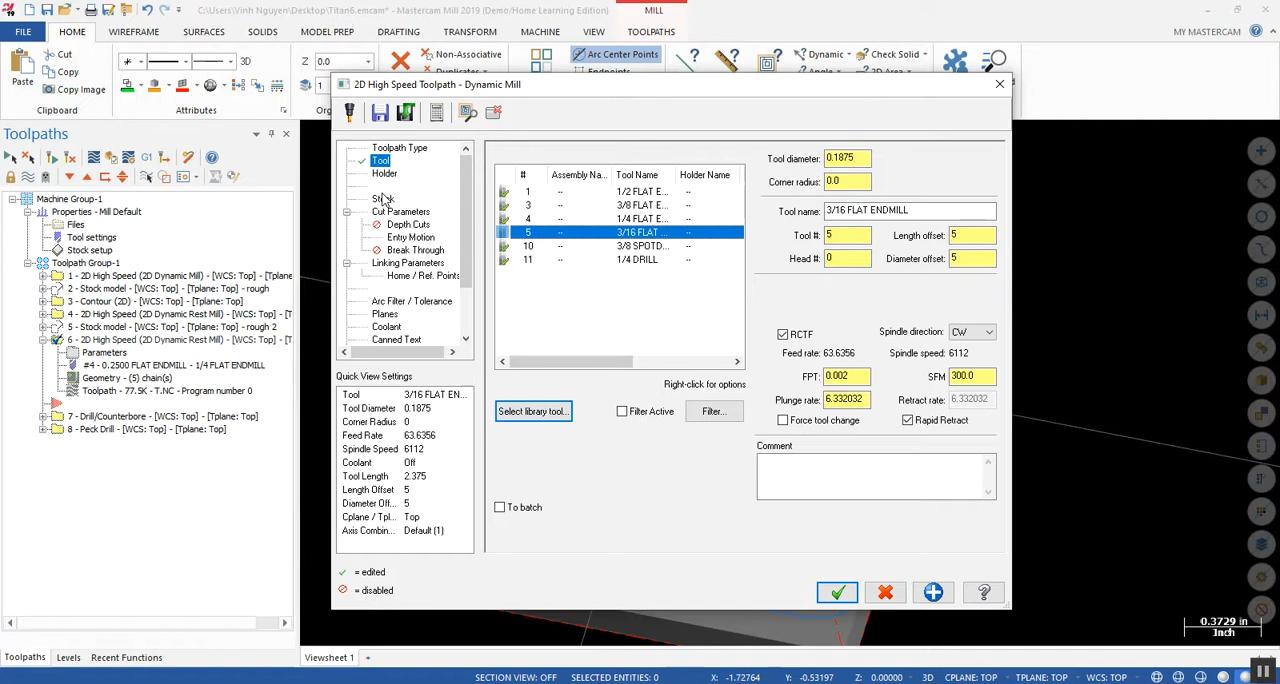 C:\Users\Vinh Nguyen\Desktop\Titan6.emcam* - Mastercam Mill 2019 (Demo/Home Learning Edition)
MILL
FILE HOME WIREFRAME SURFACES SOLIDS MODEL PREP DRAFTING TRANSFORM MACHINE VIEW TOOLPATHS MY MASTERCAM
Paste
Cut
Copy
Copy Image
Clipboard
3D
Attributes
Z 0.0
1
Non-Associative
Arc Center Points
Dynamic
Check Solid
Toolpaths
G1
Machine Group-1
Properties - Mill Default
Files
Tool settings
Stock setup
Toolpath Group-1
1 - 2D High Speed (2D Dynamic Mill) - [WCS: Top] - [Tplane:
2 - Stock model - [WCS: Top] - [Tplane: Top] - rough
3 - Contour (2D) - [WCS: Top] - [Tplane: Top]
4 - 2D High Speed (2D Dynamic Rest Mill) - [WCS: Top] - [T
5 - Stock model - [WCS: Top] - [Tplane: Top] - rough 2
6 - 2D High Speed (2D Dynamic Rest Mill) - [WCS: Top] - [T
Parameters
#4 - 0.2500 FLAT ENDMILL - 1/4 FLAT ENDMILL
Geometry - (5) chain(s)
Toolpath - 77.5K - T.NC - Program number 0
7 - Drill/Counterbore - [WCS: Top] - [Tplane: Top]
8 - Peck Drill - [WCS: Top] - [Tplane: Top]
Toolpaths Levels Recent Functions
2D High Speed Toolpath - Dynamic Mill
Toolpath Type
Tool
Holder
Stock
Cut Parameters
Depth Cuts
Entry Motion
Break Through
Linking Parameters
Home / Ref. Points
Arc Filter / Tolerance
Planes
Coolant
Canned Text
Quick View Settings
Tool 3/16 FLAT EN...
Tool Diameter 0.1875
Corner Radius 0
Feed Rate 63.6356
Spindle Speed 6112
Coolant Off
Tool Length 2.375
Length Offset 5
Diameter Off... 5
Cplane / Tpl... Top
Axis Combin... Default (1)
= edited
= disabled
# Assembly Na... Tool Name Holder Name
1 -- 1/2 FLAT E... --
3 -- 3/8 FLAT E... --
4 -- 1/4 FLAT E... --
5 -- 3/16 FLAT ... --
10 -- 3/8 SPOTD... --
11 -- 1/4 DRILL --
Right-click for options
Select library tool...
Filter Active
Filter...
To batch
Tool diameter: 0.1875
Corner radius: 0.0
Tool name: 3/16 FLAT ENDMILL
Tool #: 5 Length offset: 5
Head #: 0 Diameter offset: 5
RCTF Spindle direction: CW
Feed rate: 63.6356 Spindle speed: 6112
FPT: 0.002 SFM 300.0
Plunge rate: 6.332032 Retract rate: 6.332032
Force tool change Rapid Retract
Comment
0.3729 in
Inch
Viewsheet 1
SECTION VIEW: OFF SELECTED ENTITIES: 0 X: -1.72764 Y: -0.53197 Z: 0.00000 3D CPLANE: TOP TPLANE: TOP WCS: TOP